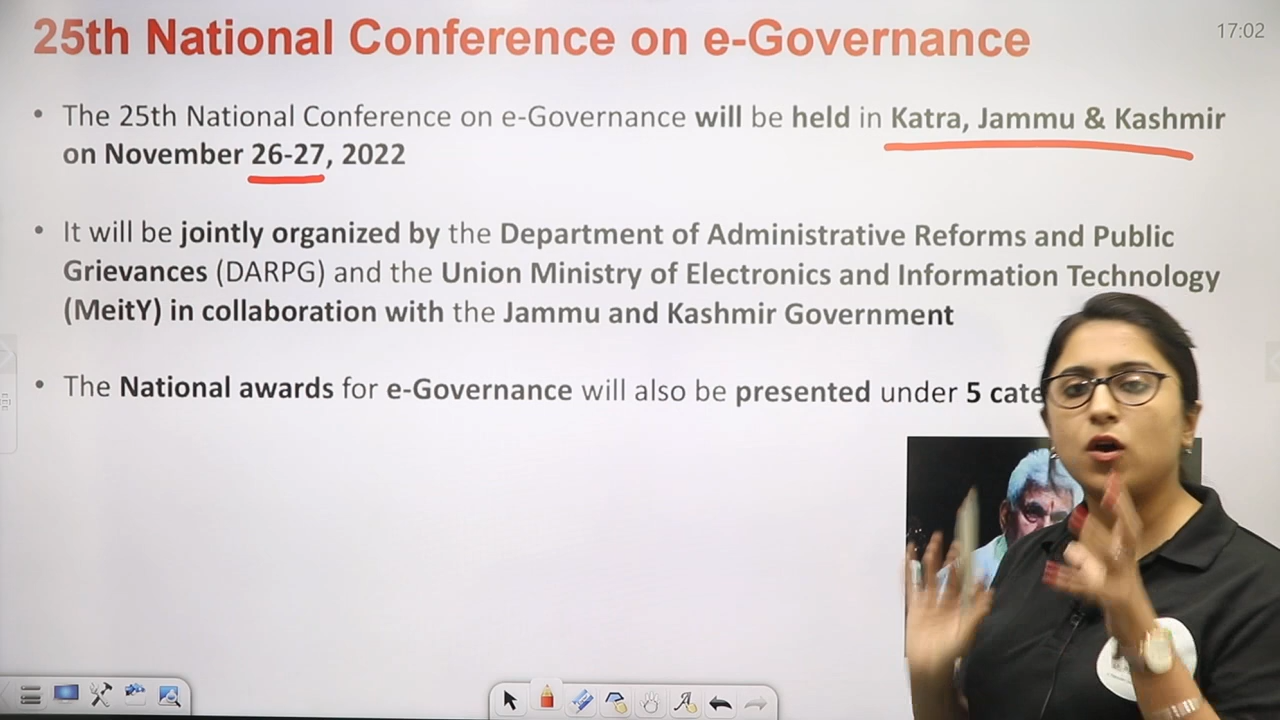 25th National Conference on e-Governance
17:02
• The 25th National Conference on e-Governance will be held in Katra, Jammu & Kashmir
on November 26-27, 2022
• It will be jointly organized by the Department of Administrative Reforms and Public
Grievances (DARPG) and the Union Ministry of Electronics and Information Technology
(MeitY) in collaboration with the Jammu and Kashmir Government
• The National awards for e-Governance will also be presented under 5 cate